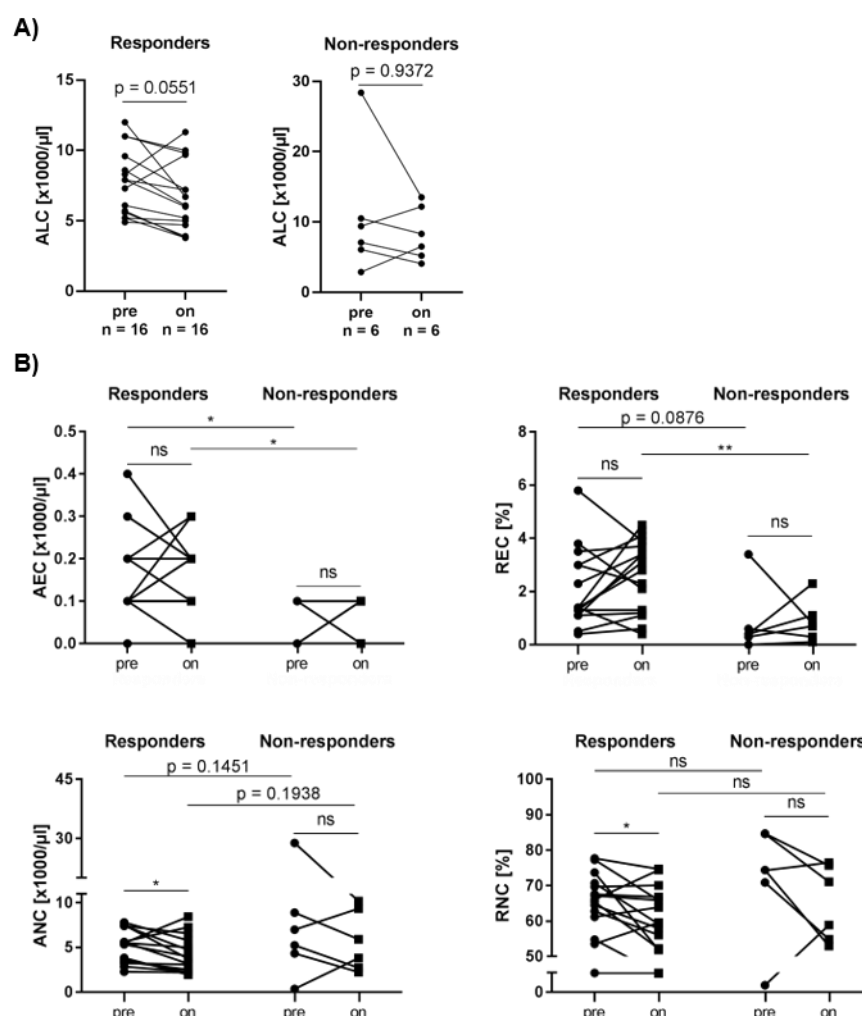 A)
Responders
Non-responders
p = 0.0551
p = 0.9372
ALC [x1000/µl]
15
10
5
0
pre
on
n = 16
n = 16
ALC [x1000/µl]
30
20
10
0
pre
on
n = 6
n = 6
B)
Responders
Non-responders
*
*
ns
ns
AEC [x1000/µl]
0.5
0.4
0.3
0.2
0.1
0.0
pre
on
pre
on
Responders
Non-responders
p = 0.0876
**
ns
ns
REC [%]
8
6
4
2
0
pre
on
pre
on
Responders
Non-responders
p = 0.1451
p = 0.1938
ns
*
ANC [x1000/µl]
45
30
10
5
0
pre
on
pre
on
Responders
Non-responders
ns
ns
ns
*
RNC [%]
100
90
80
70
60
50
0
pre
on
pre
on